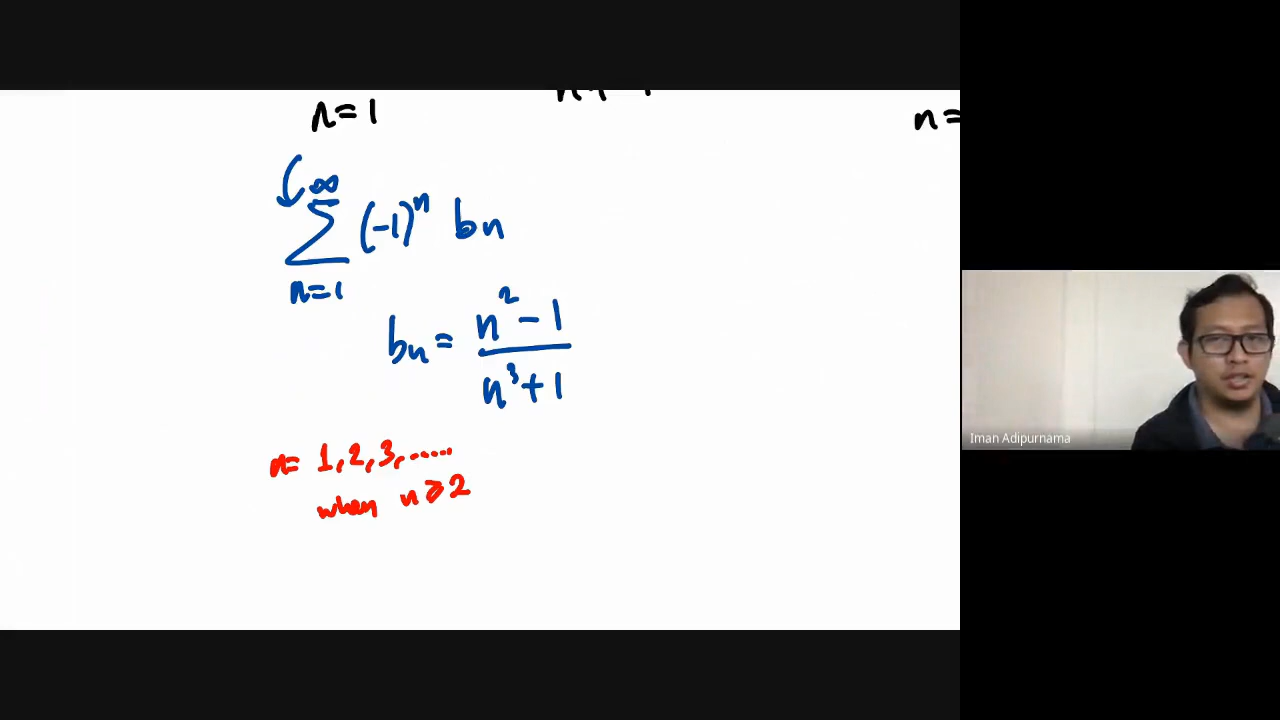 n=1
n=
∞
∑ (-1)^n bn
n=1
bn = n^2 - 1
n^3 + 1
n= 1, 2, 3, ......
when n ≥ 2
Iman Adipurnama